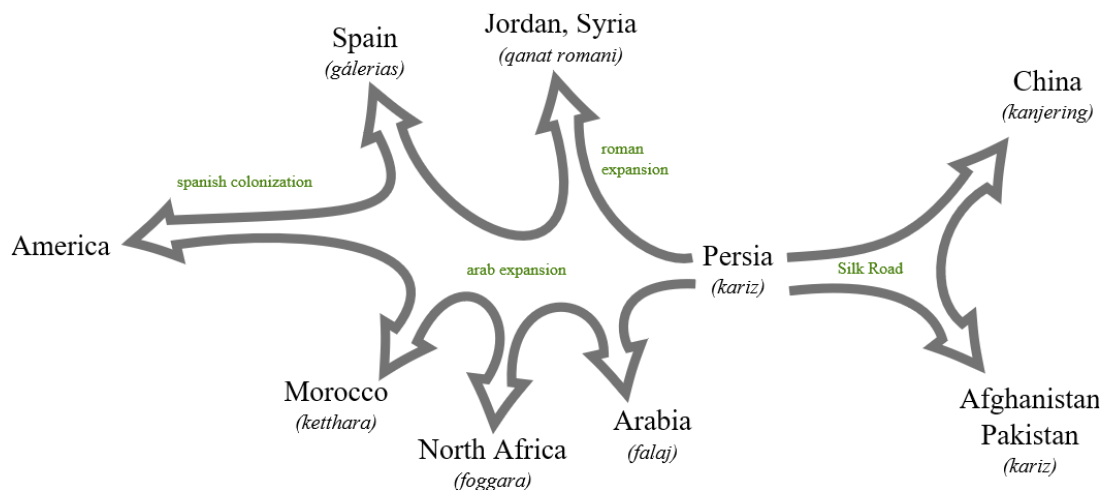 Spain
(gálerias)
Jordan, Syria
(qanat romani)
China
(kanjering)
roman
expansion
spanish colonization
America
arab expansion
Persia
(kariz)
Silk Road
Morocco
(ketthara)
North Africa
(foggara)
Arabia
(falaj)
Afghanistan
Pakistan
(kariz)